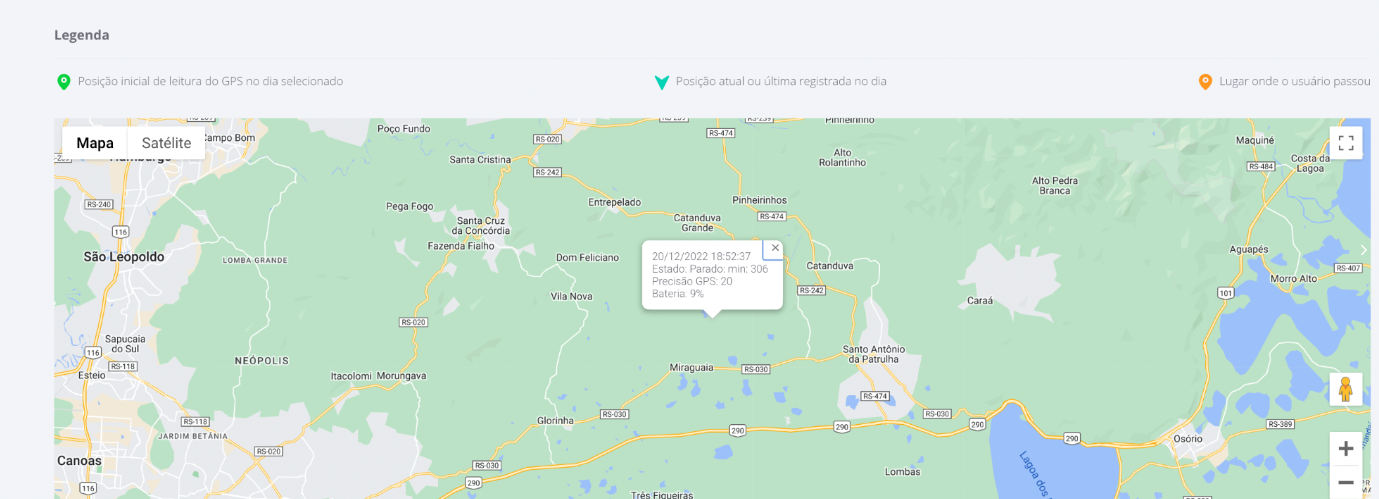 Legenda
Posição inicial de leitura do GPS no dia selecionado
Posição atual ou última registrada no dia
Lugar onde o usuário passou
Mapa
Satélite
Poço Fundo
RS-020
RS-474
RS-239
Pinheirinho
Campo Bom
Maquiné
Santa Cristina
RS-242
Alto
Rolantinho
RS-484
Costa da
Lagoa
RS-240
Alto Pedra
Branca
Pega Fogo
Entrepelado
Pinheirinhos
116
Santa Cruz
da Concórdia
Catanduva
Grande
RS-474
São Leopoldo
LOMBA GRANDE
Fazenda Fialho
Dom Feliciano
20/12/2022 18:52:37
Estado: Parado: min: 306
Precisão GPS: 20
Bateria: 9%
Catanduva
Aguapés
RS-407
Morro Alto
Vila Nova
RS-242
Caraá
101
RS-020
Sapucaia
do Sul
116
RS-118
Esteio
NEÓPOLIS
Itacolomi
Morungava
Miraguaia
RS-030
Santo Antônio
da Patrulha
RS-474
RS-118
JARDIM BETÂNIA
Glorinha
RS-030
RS-030
290
290
290
290
RS-389
Osório
RS-020
Canoas
RS-030
290
Lombas
Lagoa dos
116
Três Figueiras